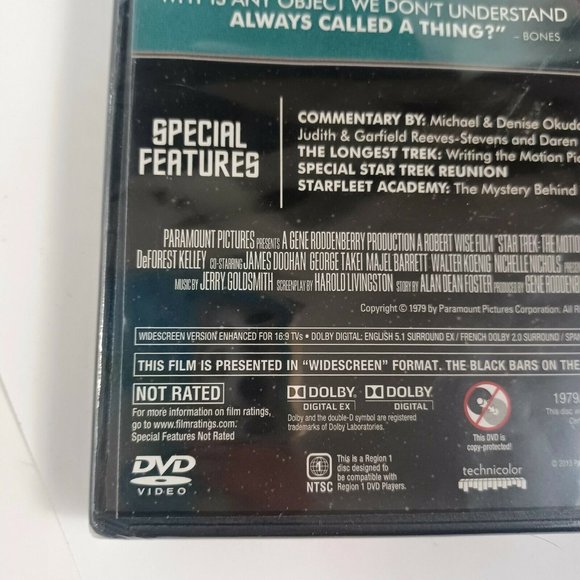 WHY IS ANY OBJECT WE DON'T UNDERSTAND
ALWAYS CALLED A THING?" – BONES
SPECIAL
FEATURES
COMMENTARY BY: Michael & Denise Okuda
Judith & Garfield Reeves-Stevens and Daren
THE LONGEST TREK: Writing the Motion Pic
SPECIAL STAR TREK REUNION
STARFLEET ACADEMY: The Mystery Behind
PARAMOUNT PICTURES PRESENTS A GENE RODDENBERRY PRODUCTION A ROBERT WISE FILM "STAR TREK: THE MOTIO
DeFOREST KELLEY CO-STARRING JAMES DOOHAN GEORGE TAKEI MAJEL BARRETT WALTER KOENIG NICHELLE NICHOLS PRESE
MUSIC BY JERRY GOLDSMITH SCREENPLAY BY HAROLD LIVINGSTON STORY BY ALAN DEAN FOSTER PRODUCED BY GENE RODDENB
Copyright © 1979 by Paramount Pictures Corporation. All R
WIDESCREEN VERSION ENHANCED FOR 16:9 TVs • DOLBY DIGITAL: ENGLISH 5.1 SURROUND EX / FRENCH DOLBY 2.0 SURROUND / SPAN
THIS FILM IS PRESENTED IN "WIDESCREEN" FORMAT. THE BLACK BARS ON THE
NOT RATED
For more information on film ratings,
go to www.filmratings.com.
Special Features Not Rated
DOLBY
DIGITAL EX
DOLBY
DIGITAL
Dolby and the double-D symbol are registered
trademarks of Dolby Laboratories.
This DVD is
copy-protected!
1979
This disc
DVD
VIDEO
1
NTSC
This is a Region 1
disc designed to
be compatible with
Region 1 DVD Players.
technicolor
© 2013 P